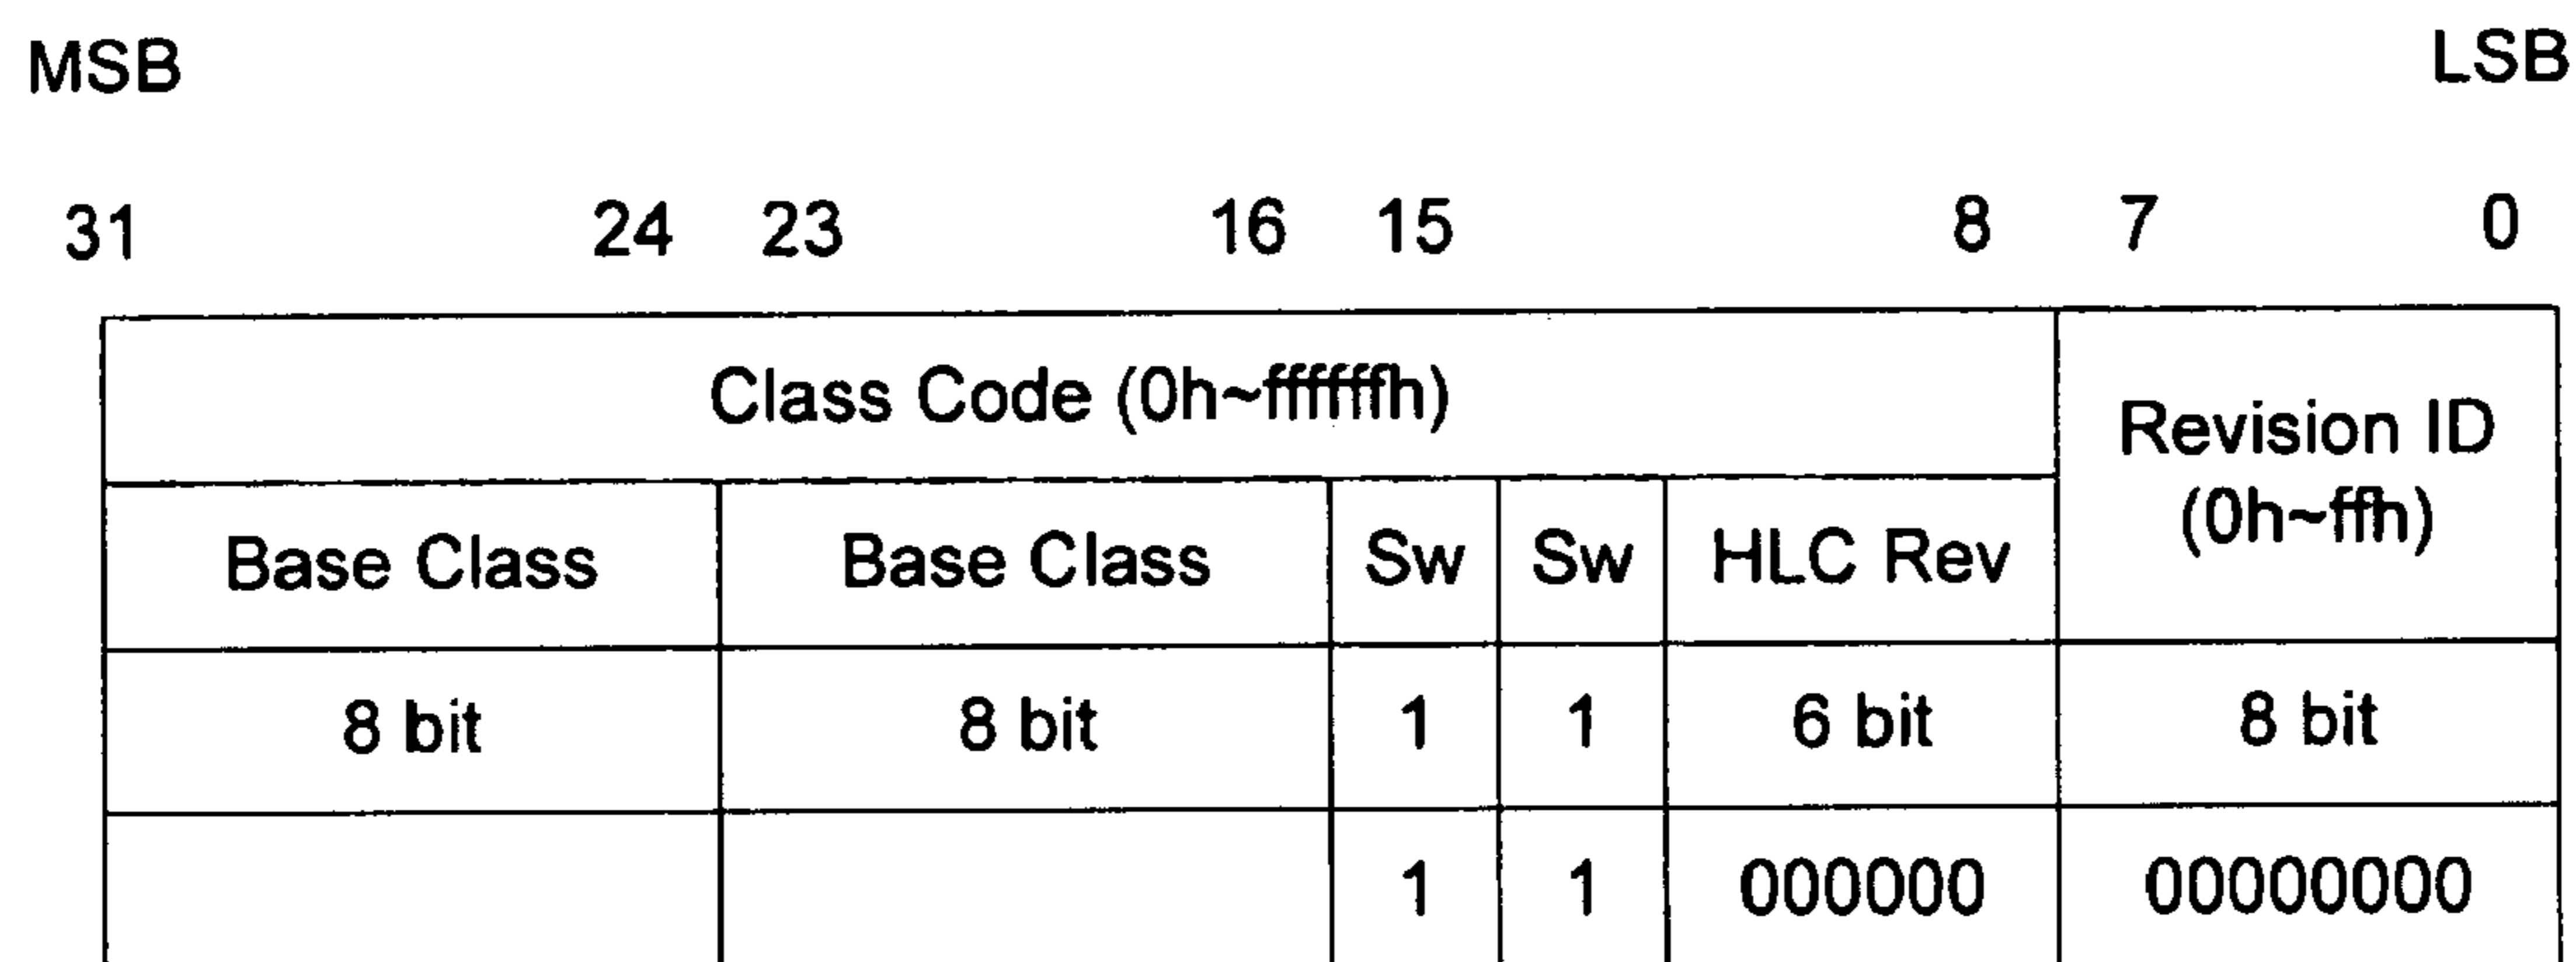 MSB LSB
31 24 23 16 15 8 7 0
Class Code (0h~ffffffh)
Revision ID
(0h~ffh)
Base Class Base Class Sw Sw HLC Rev
8 bit 8 bit 1 1 6 bit 8 bit
1 1 000000 00000000